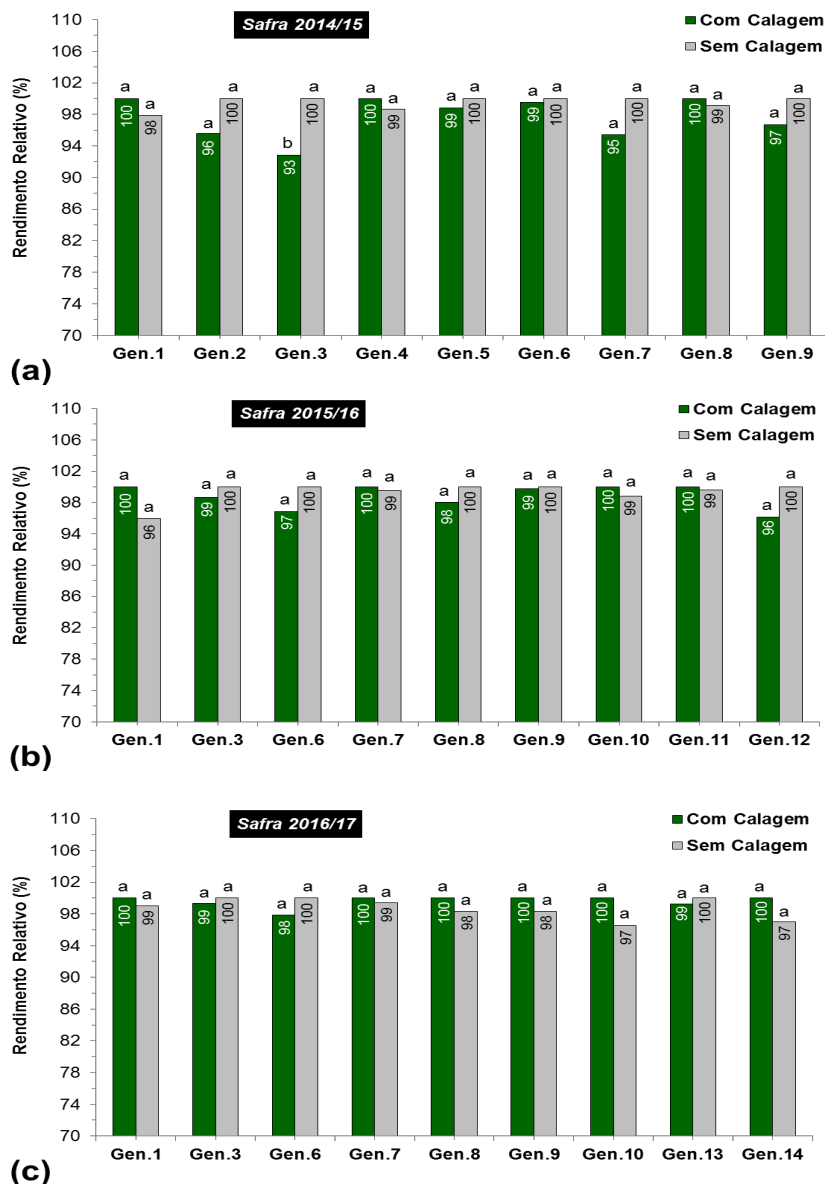 Safra 2014/15
Com Calagem
Sem Calagem
Rendimento Relativo (%)
110
106
102
98
94
90
86
82
78
74
70
a a a a b a a a a a a a a a a a a a
100 98 96 100 93 100 100 99 99 100 99 100 95 100 100 99 97 100
Gen.1 Gen.2 Gen.3 Gen.4 Gen.5 Gen.6 Gen.7 Gen.8 Gen.9
(a)
Safra 2015/16
Com Calagem
Sem Calagem
Rendimento Relativo (%)
110
106
102
98
94
90
86
82
78
74
70
a a a a a a a a a a a a a a a a a a
100 96 99 100 97 100 100 99 98 100 99 100 100 99 100 99 96 100
Gen.1 Gen.3 Gen.6 Gen.7 Gen.8 Gen.9 Gen.10 Gen.11 Gen.12
(b)
Safra 2016/17
Com Calagem
Sem Calagem
Rendimento Relativo (%)
110
106
102
98
94
90
86
82
78
74
70
a a a a a a a a a a a a a a a a a a
100 99 99 100 98 100 100 99 100 98 100 98 100 97 99 100 100 97
Gen.1 Gen.3 Gen.6 Gen.7 Gen.8 Gen.9 Gen.10 Gen.13 Gen.14
(c)